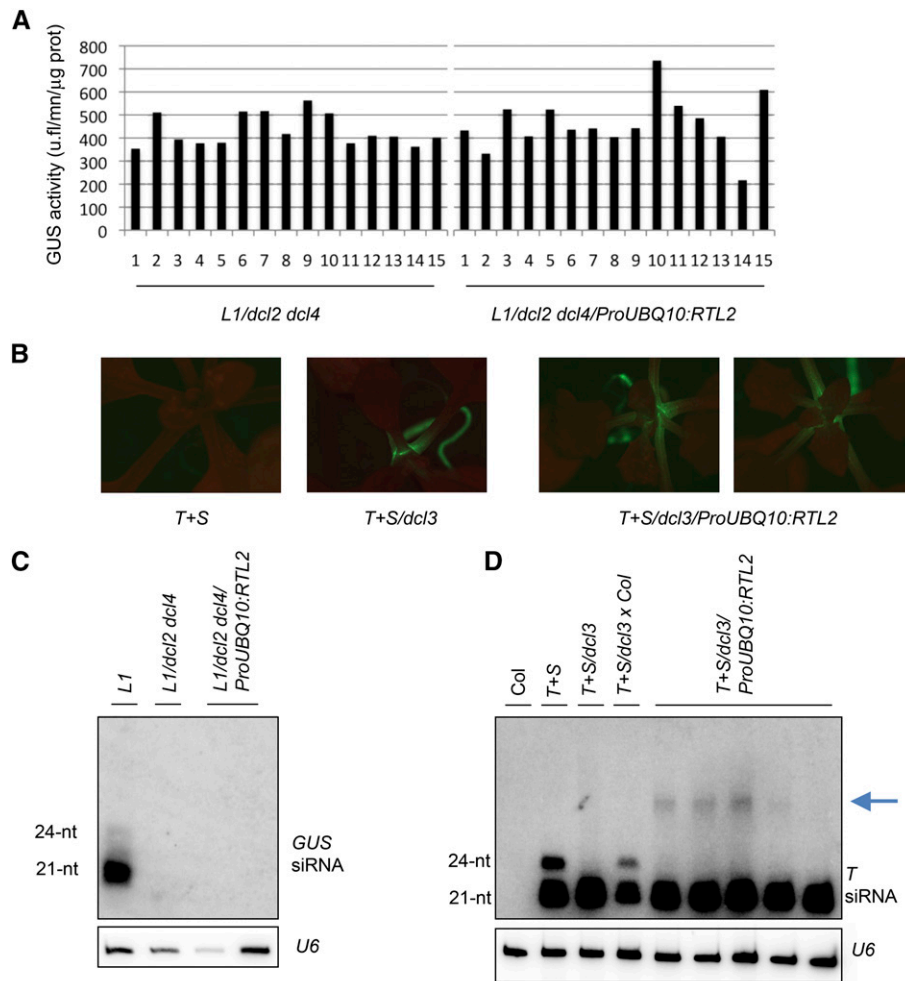 A
GUS activity (u.fl/mn/µg prot)
800
700
600
500
400
300
200
100
0
1 2 3 4 5 6 7 8 9 10 11 12 13 14 15
1 2 3 4 5 6 7 8 9 10 11 12 13 14 15
L1/dcl2 dcl4
L1/dcl2 dcl4/ProUBQ10:RTL2
B
T+S
T+S/dcl3
T+S/dcl3/ProUBQ10:RTL2
C
L1
L1/dcl2 dcl4
L1/dcl2 dcl4/
ProUBQ10:RTL2
24-nt
21-nt
GUS
siRNA
U6
D
Col
T+S
T+S/dcl3
T+S/dcl3 x Col
T+S/dcl3/
ProUBQ10:RTL2
24-nt
21-nt
T
siRNA
U6